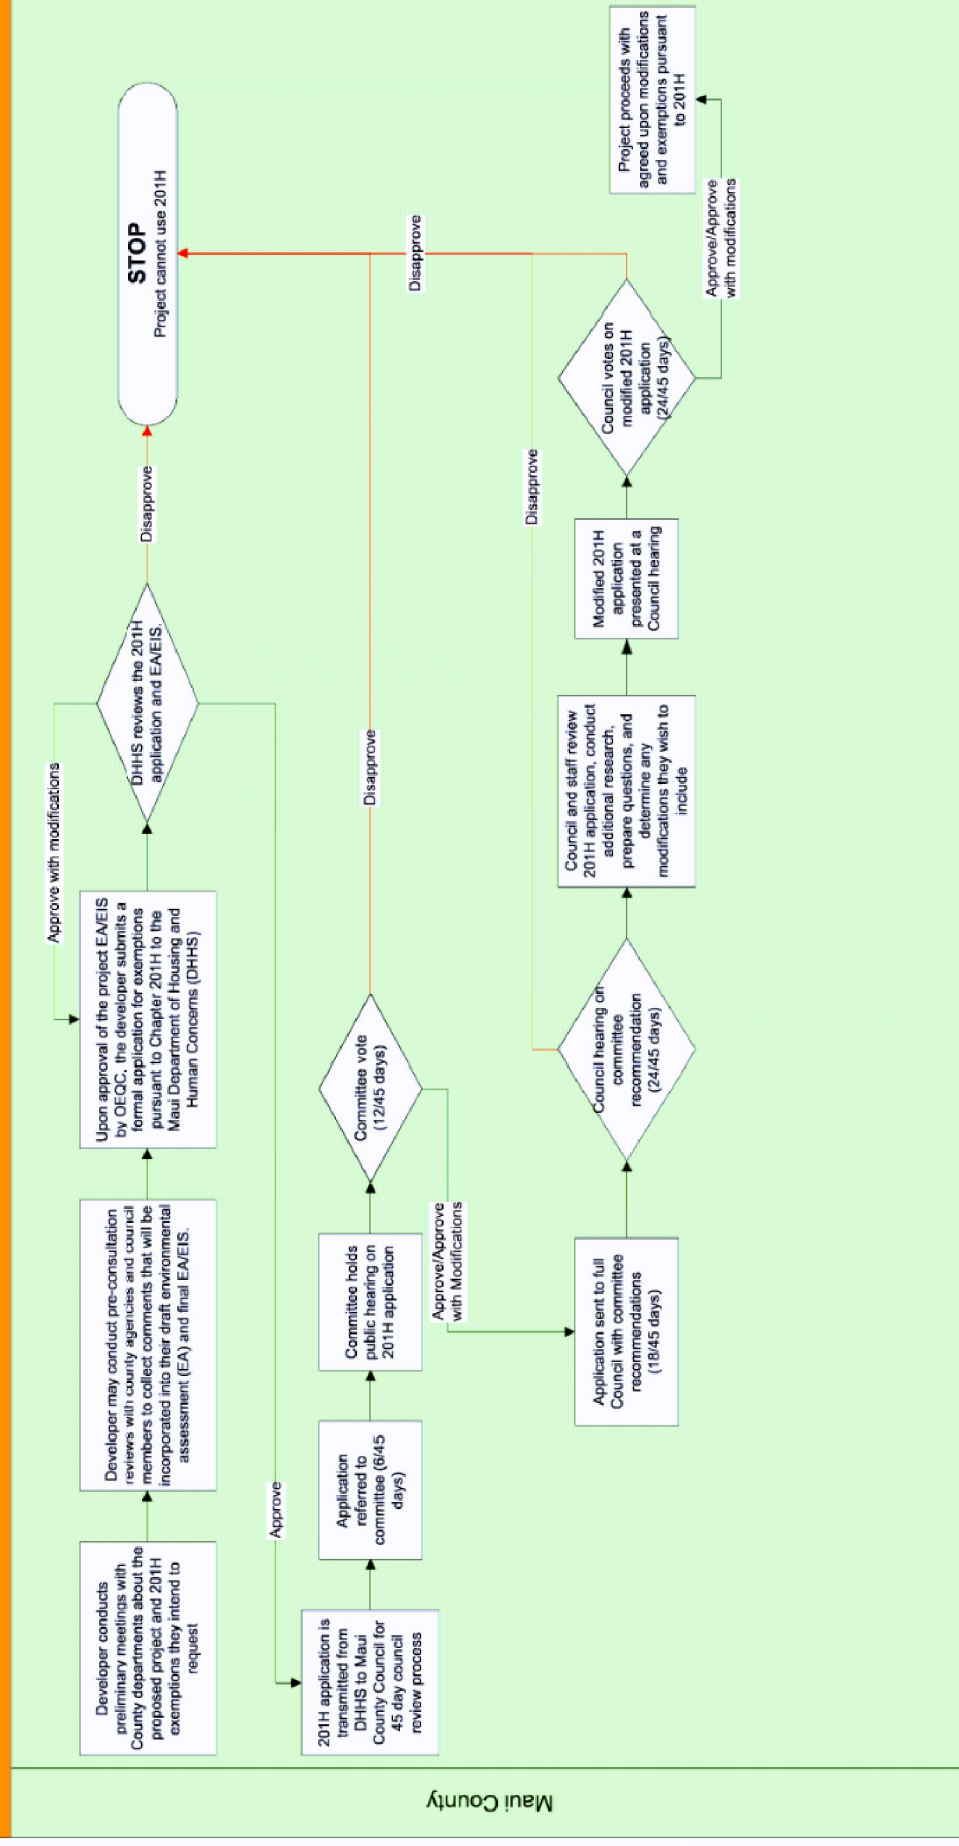 Maui County
Developer conducts
preliminary meetings with
County departments about the
proposed project and 201H
exemptions they intend to
request
Developer may conduct pre-consultation
reviews with county agencies and council
members to collect comments that will be
incorporated into their draft environmental
assessment (EA) and final EA/EIS.
Upon approval of the project EA/EIS
by OEQC, the developer submits a
formal application for exemptions
pursuant to Chapter 201H to the
Maui Department of Housing and
Human Concerns (DHHS)
Approve with modifications
DHHS reviews the 201H
application and EA/EIS.
Disapprove
STOP
Project cannot use 201H
Approve
201H application is
transmitted from
DHHS to Maui
County Council for
45 day council
review process
Application
referred to
committee (6/45
days)
Committee holds
public hearing on
201H application
Committee vote
(12/45 days)
Disapprove
Approve/Approve
with Modifications
Application sent to full
Council with committee
recommendations
(18/45 days)
Council hearing on
committee
recommendation
(24/45 days)
Disapprove
Council and staff review
201H application, conduct
additional research,
prepare questions, and
determine any
modifications they wish to
include
Modified 201H
application
presented at a
Council hearing
Council votes on
modified 201H
application
(24/45 days)
Disapprove
Approve/Approve
with modifications
Project proceeds with
agreed upon modifications
and exemptions pursuant
to 201H